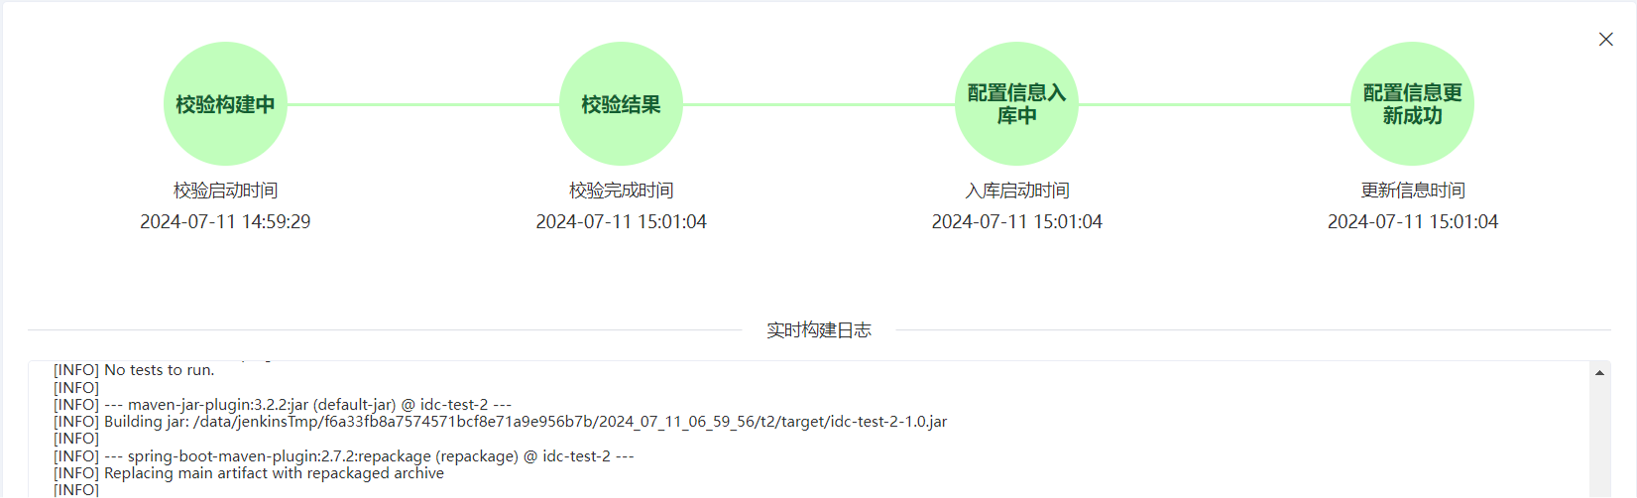 校验构建中
校验结果
配置信息入
库中
配置信息更
新成功
校验启动时间
校验完成时间
入库启动时间
更新信息时间
2024-07-11 14:59:29
2024-07-11 15:01:04
2024-07-11 15:01:04
2024-07-11 15:01:04
实时构建日志
[INFO] No tests to run.
[INFO]
[INFO] --- maven-jar-plugin:3.2.2:jar (default-jar) @ idc-test-2 ---
[INFO] Building jar: /data/jenkinsTmp/f6a33fb8a7574571bcf8e71a9e956b7b/2024_07_11_06_59_56/t2/target/idc-test-2-1.0.jar
[INFO]
[INFO] --- spring-boot-maven-plugin:2.7.2:repackage (repackage) @ idc-test-2 ---
[INFO] Replacing main artifact with repackaged archive
[INFO]